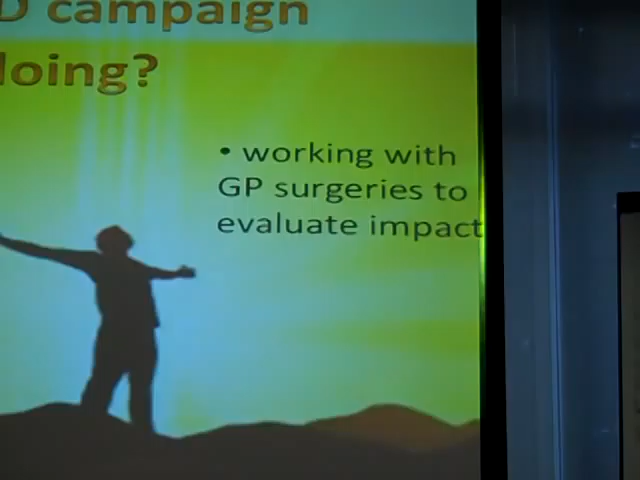 D campaign
doing?
• working with
GP surgeries to
evaluate impact